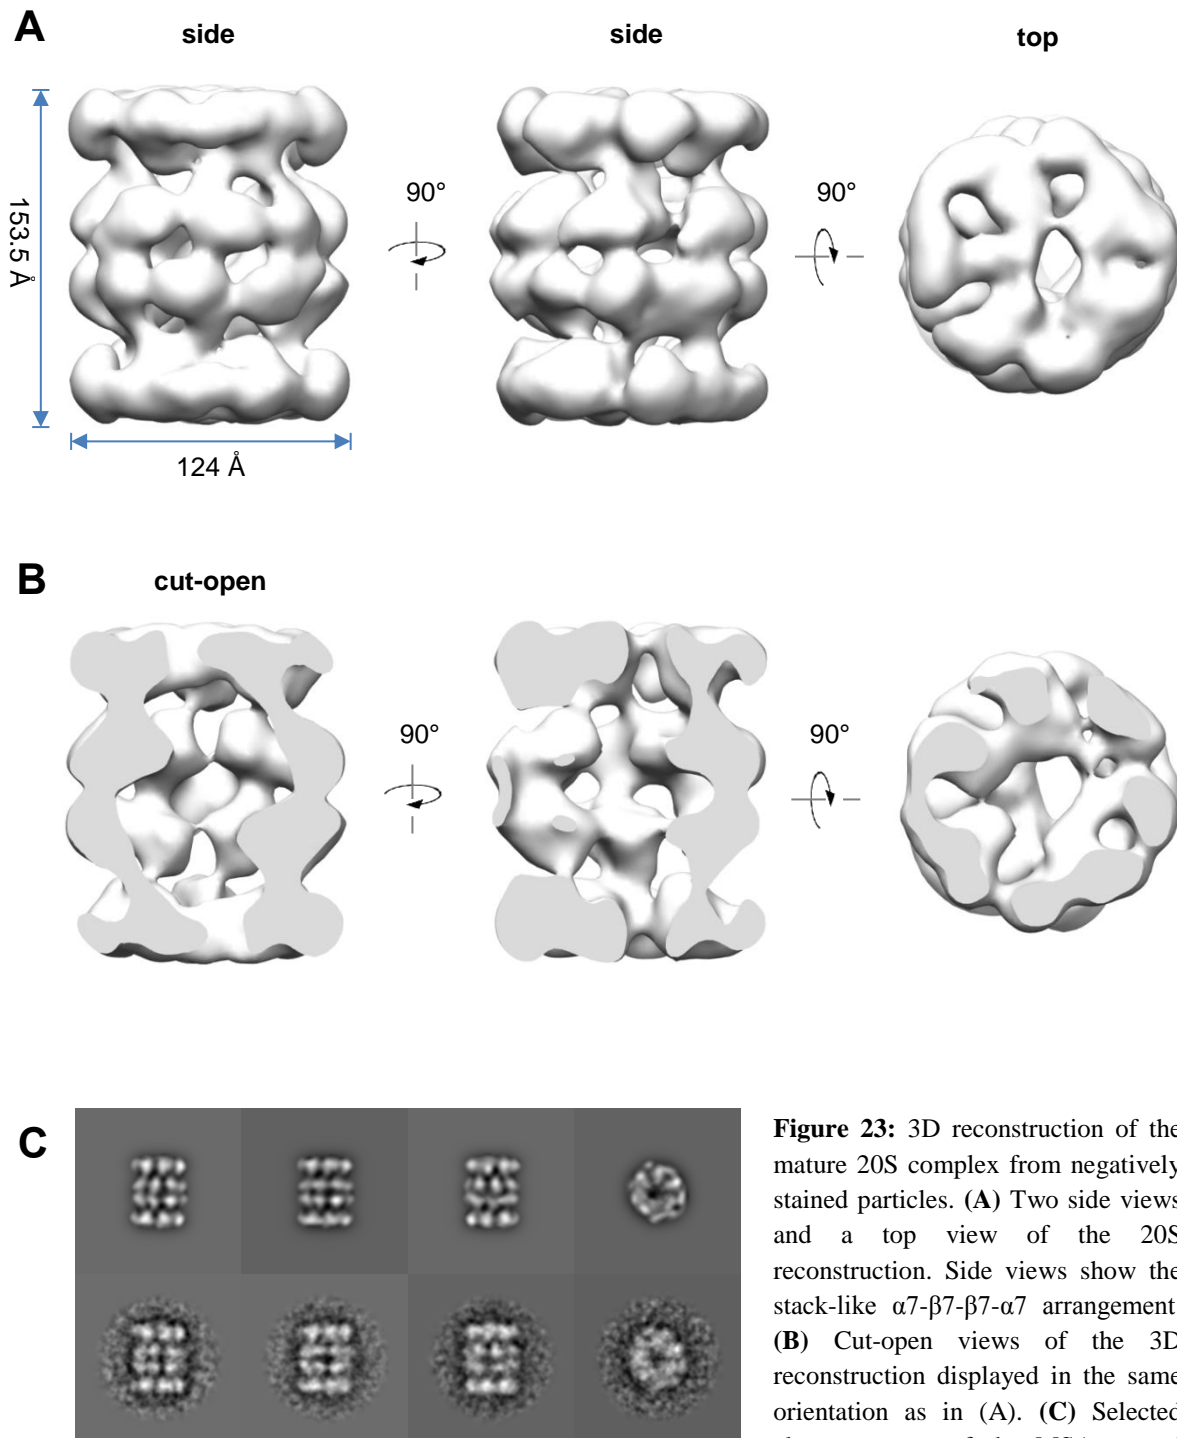 A
side
side
top
153.5 Å
90°
90°
124 Å
B
cut-open
90°
90°
C
Figure 23: 3D reconstruction of the
mature 20S complex from negatively
stained particles. (A) Two side views
and a top view of the 20S
reconstruction. Side views show the
stack-like α7-β7-β7-α7 arrangement
(B) Cut-open views of the 3D
reconstruction displayed in the same
orientation as in (A). (C) Selected